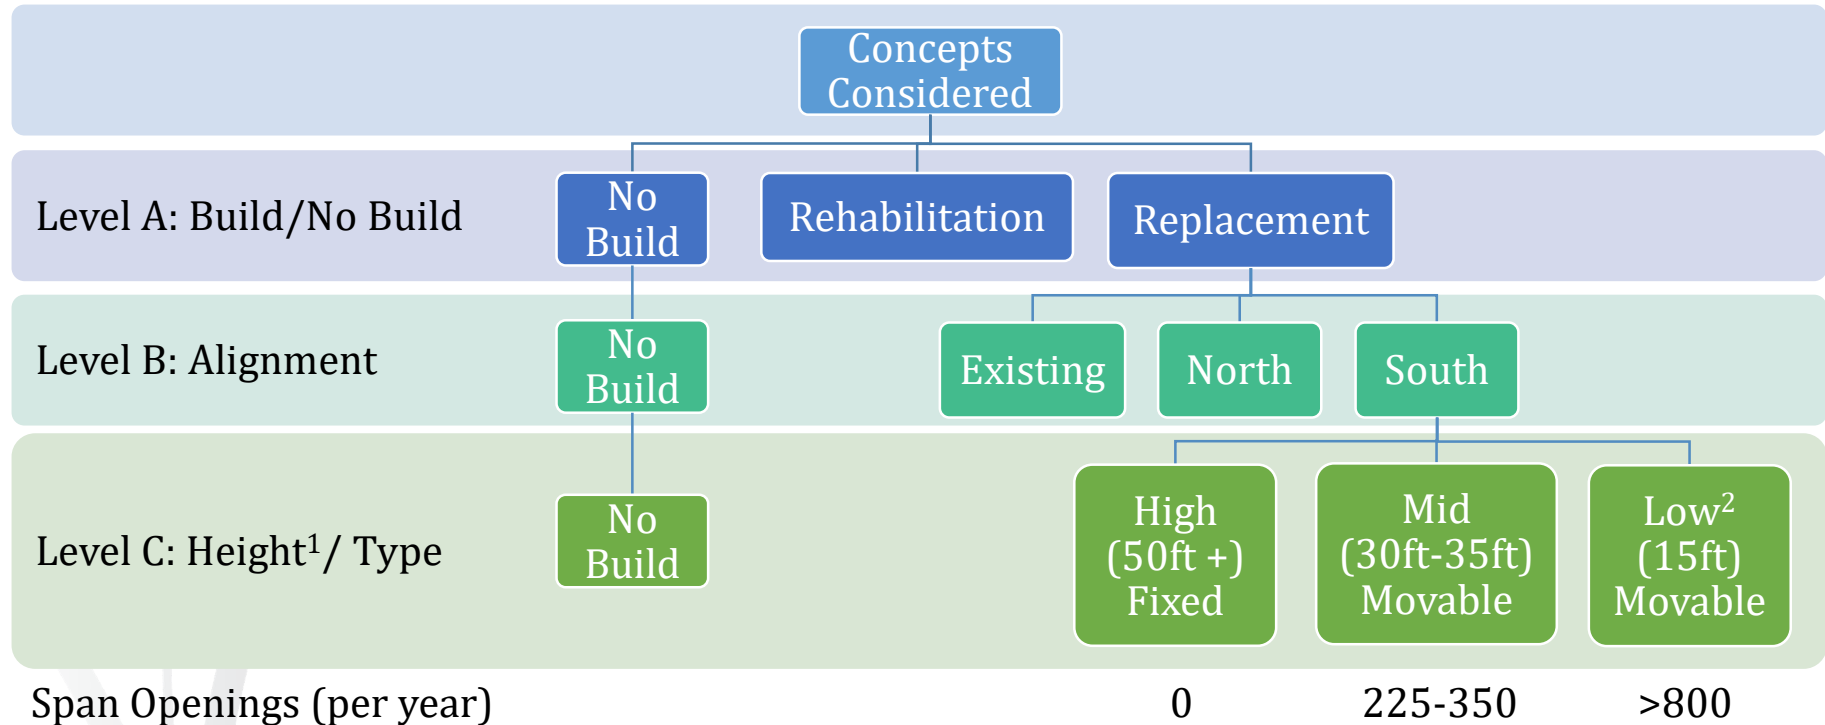 Concepts
Considered
Level A: Build/No Build
No
Build
Rehabilitation
Replacement
Level B: Alignment
No
Build
Existing
North
South
Level C: Height¹/ Type
No
Build
High
(50ft +)
Fixed
Mid
(30ft-35ft)
Movable
Low²
(15ft)
Movable
Span Openings (per year)
0
225-350
>800